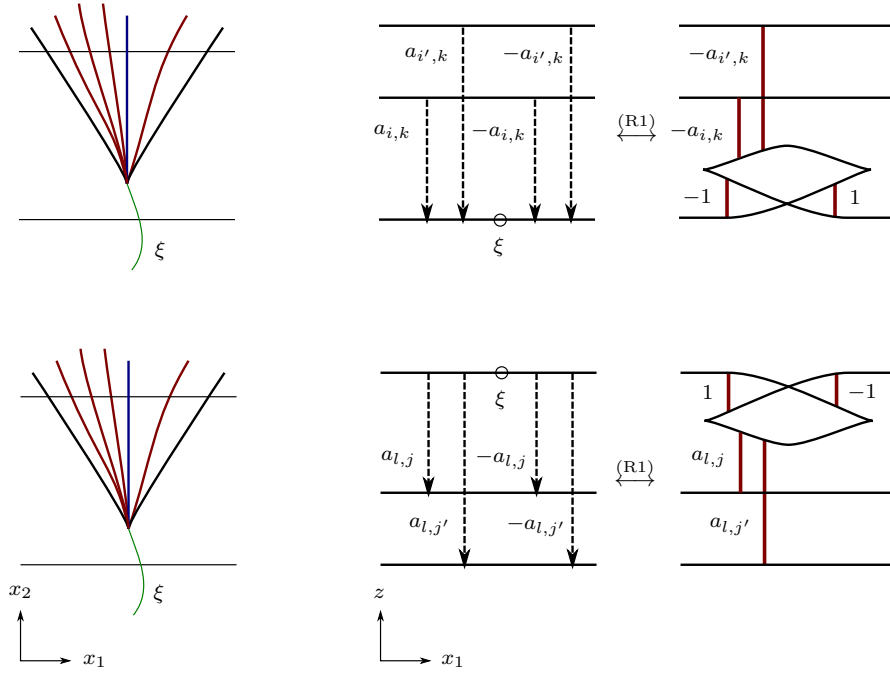 ξ
a_{i',k} −a_{i',k}
a_{i,k} −a_{i,k}
ξ
(R1)
−a_{i',k}
−a_{i,k}
−1 1
ξ
ξ
a_{l,j} −a_{l,j}
a_{l,j'} −a_{l,j'}
(R1)
1 −1
a_{l,j}
a_{l,j'}
x_2
x_1
z
x_1